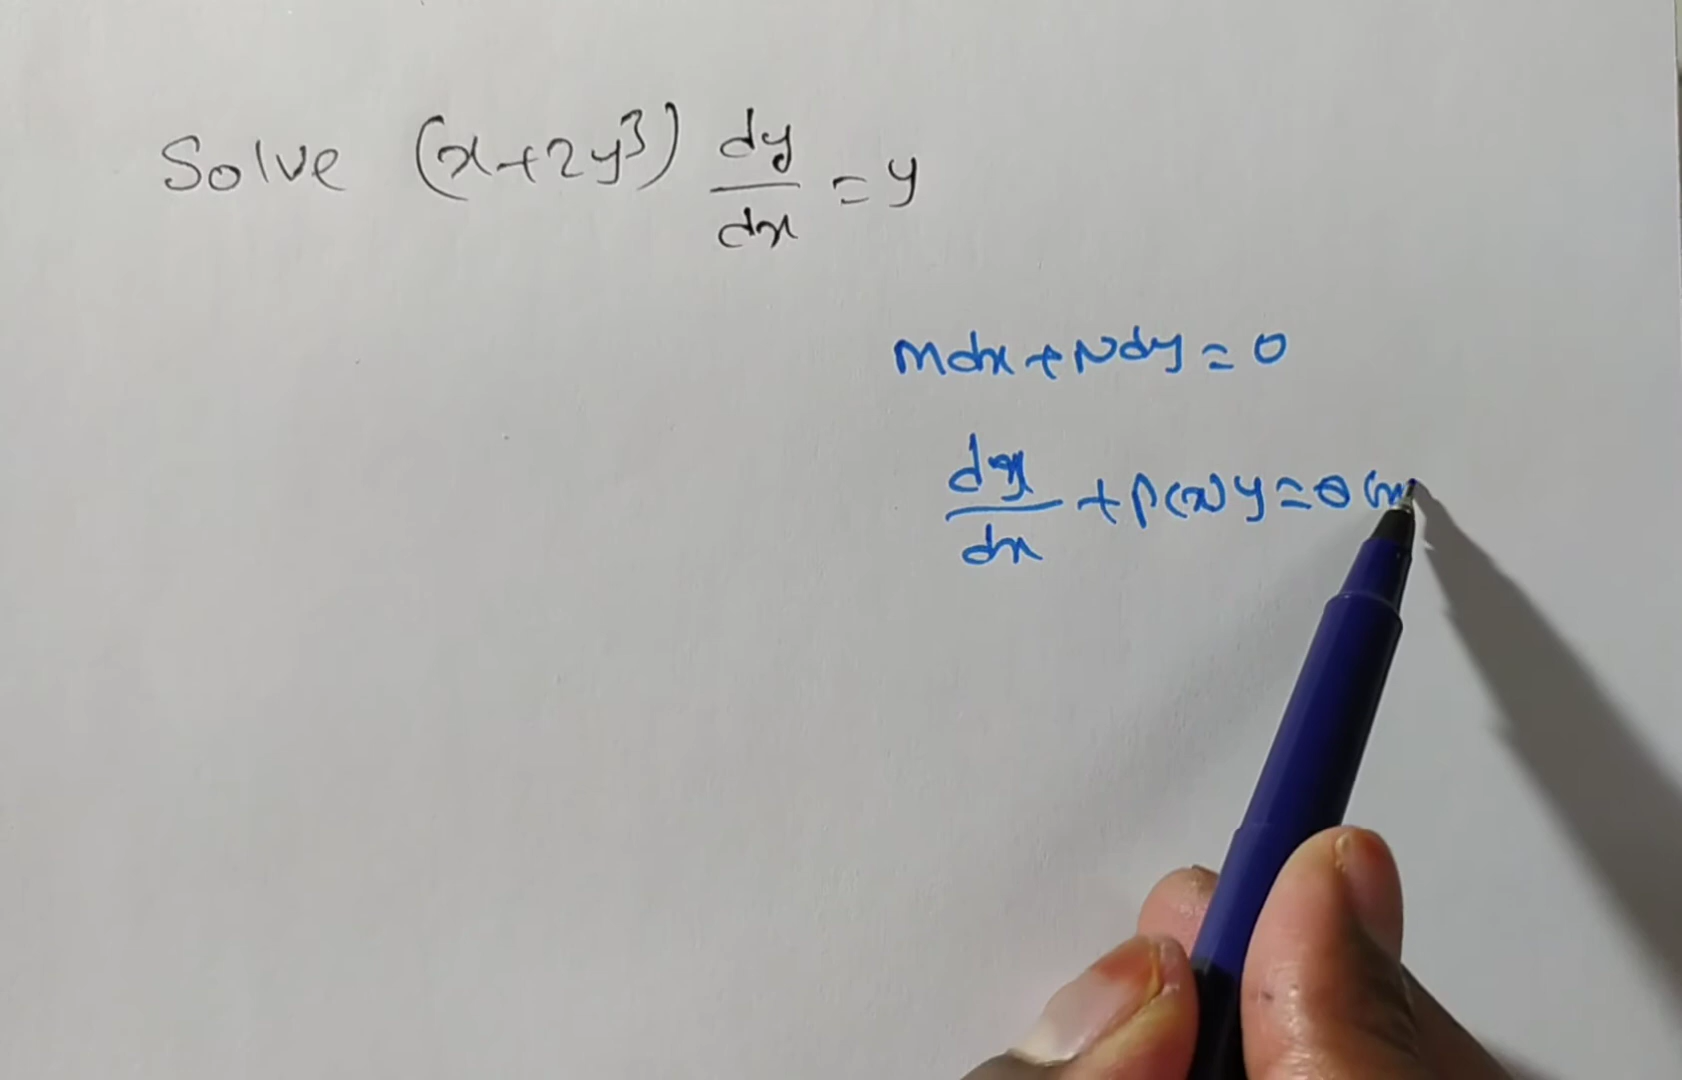 Solve (x+2y³) dy/dx = y
Mdx + Ndy = 0
dy/dx + P(x) y = Q(x